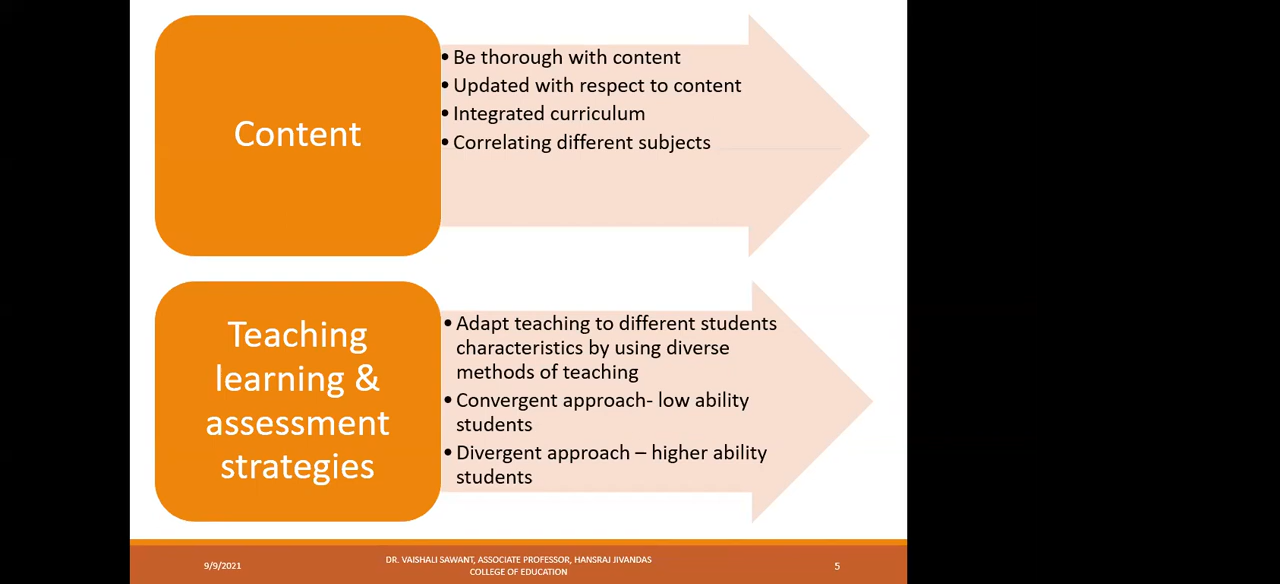 Content
• Be thorough with content
• Updated with respect to content
• Integrated curriculum
• Correlating different subjects
Teaching
learning &
assessment
strategies
• Adapt teaching to different students
characteristics by using diverse
methods of teaching
• Convergent approach- low ability
students
• Divergent approach – higher ability
students
9/9/2021
DR. VAISHALI SAWANT, ASSOCIATE PROFESSOR, HANSRAJ JIVANDAS
COLLEGE OF EDUCATION
5